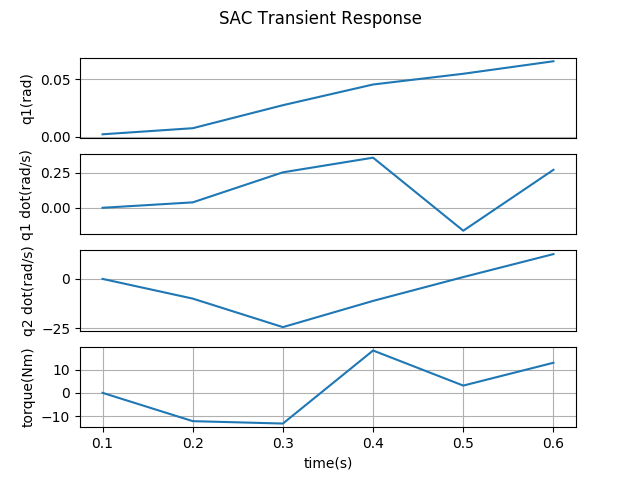 SAC Transient Response
0.05
0.00
q1(rad)
0.25
0.00
q1 dot(rad/s)
0
−25
q2 dot(rad/s)
10
0
−10
torque(Nm)
0.1 0.2 0.3 0.4 0.5 0.6
time(s)